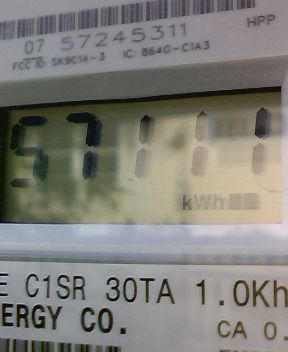 07 57245311
HPP
FCC ID: SK9C1A-3 IC: 864G-C1A3
57111
kWh
E C1SR 30TA 1.0Kh
ERGY CO.
CA 0.